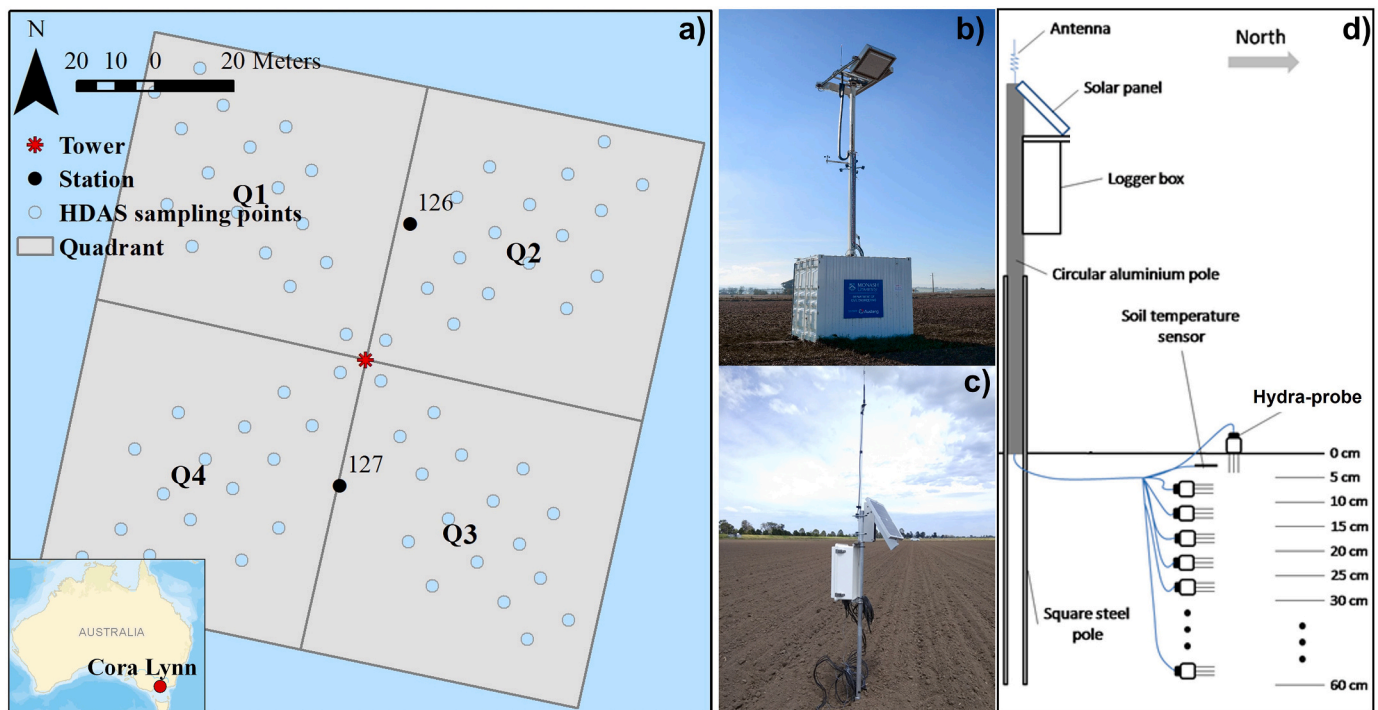 a)
N
20 10 0 20 Meters
Tower
Station
HDAS sampling points
Quadrant
Q1
126
Q2
127
Q4
Q3
AUSTRALIA
Cora Lynn
b)
c)
d)
Antenna
North
Solar panel
Logger box
Circular aluminium pole
Soil temperature
sensor
Hydra-probe
0 cm
5 cm
10 cm
15 cm
20 cm
25 cm
30 cm
Square steel
pole
60 cm